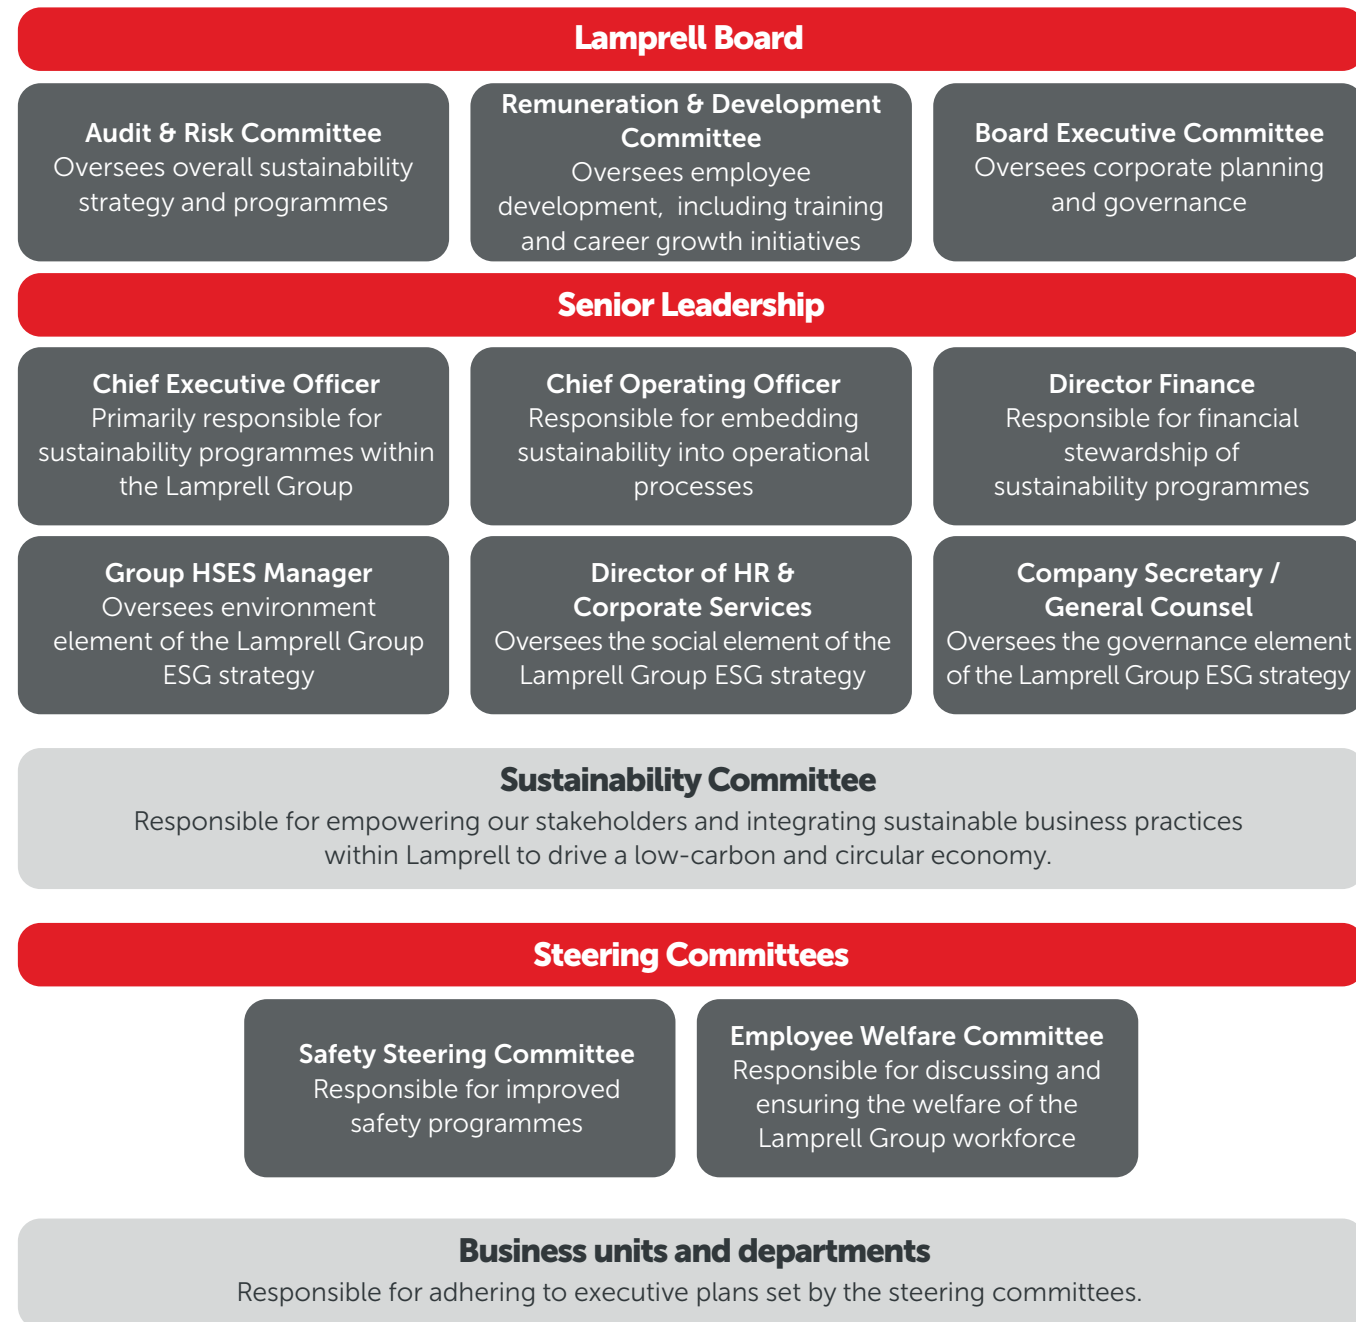 Lamprell Board
Audit & Risk Committee
Oversees overall sustainability
strategy and programmes
Remuneration & Development
Committee
Oversees employee
development, including training
and career growth initiatives
Board Executive Committee
Oversees corporate planning
and governance
Senior Leadership
Chief Executive Officer
Primarily responsible for
sustainability programmes within
the Lamprell Group
Chief Operating Officer
Responsible for embedding
sustainability into operational
processes
Director Finance
Responsible for financial
stewardship of
sustainability programmes
Group HSES Manager
Oversees environment
element of the Lamprell Group
ESG strategy
Director of HR &
Corporate Services
Oversees the social element of the
Lamprell Group ESG strategy
Company Secretary /
General Counsel
Oversees the governance element
of the Lamprell Group ESG strategy
Sustainability Committee
Responsible for empowering our stakeholders and integrating sustainable business practices
within Lamprell to drive a low-carbon and circular economy.
Steering Committees
Safety Steering Committee
Responsible for improved
safety programmes
Employee Welfare Committee
Responsible for discussing and
ensuring the welfare of the
Lamprell Group workforce
Business units and departments
Responsible for adhering to executive plans set by the steering committees.